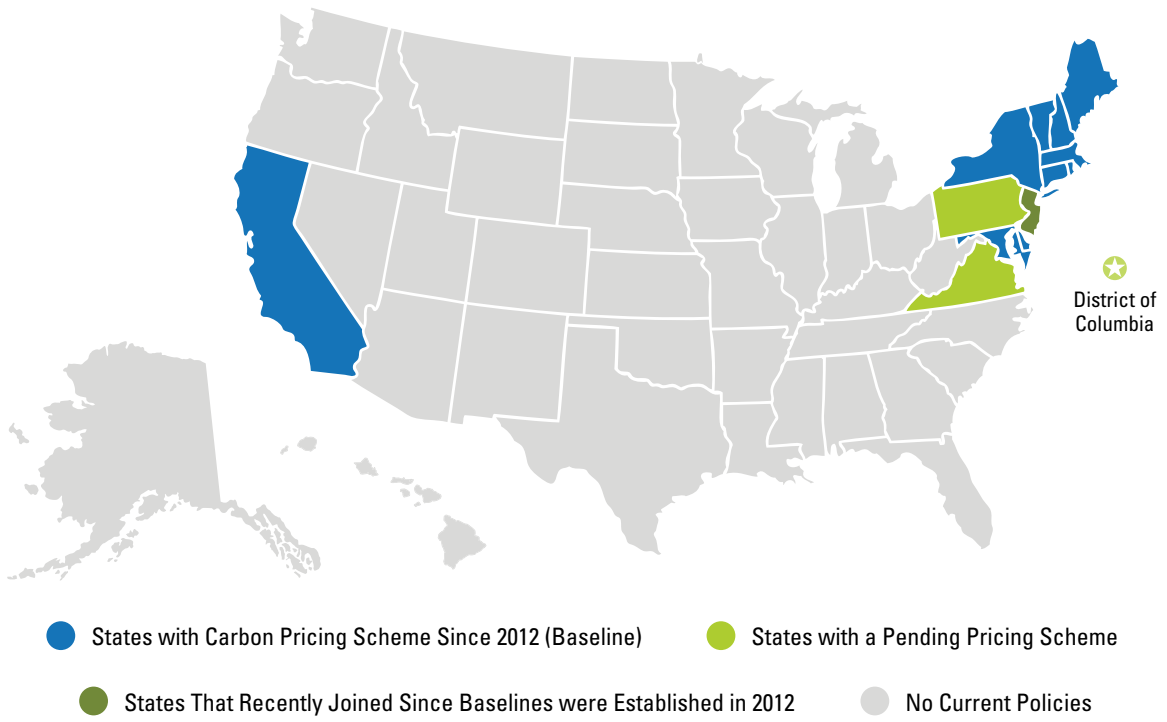 District of
Columbia
States with Carbon Pricing Scheme Since 2012 (Baseline)
States with a Pending Pricing Scheme
States That Recently Joined Since Baselines were Established in 2012
No Current Policies